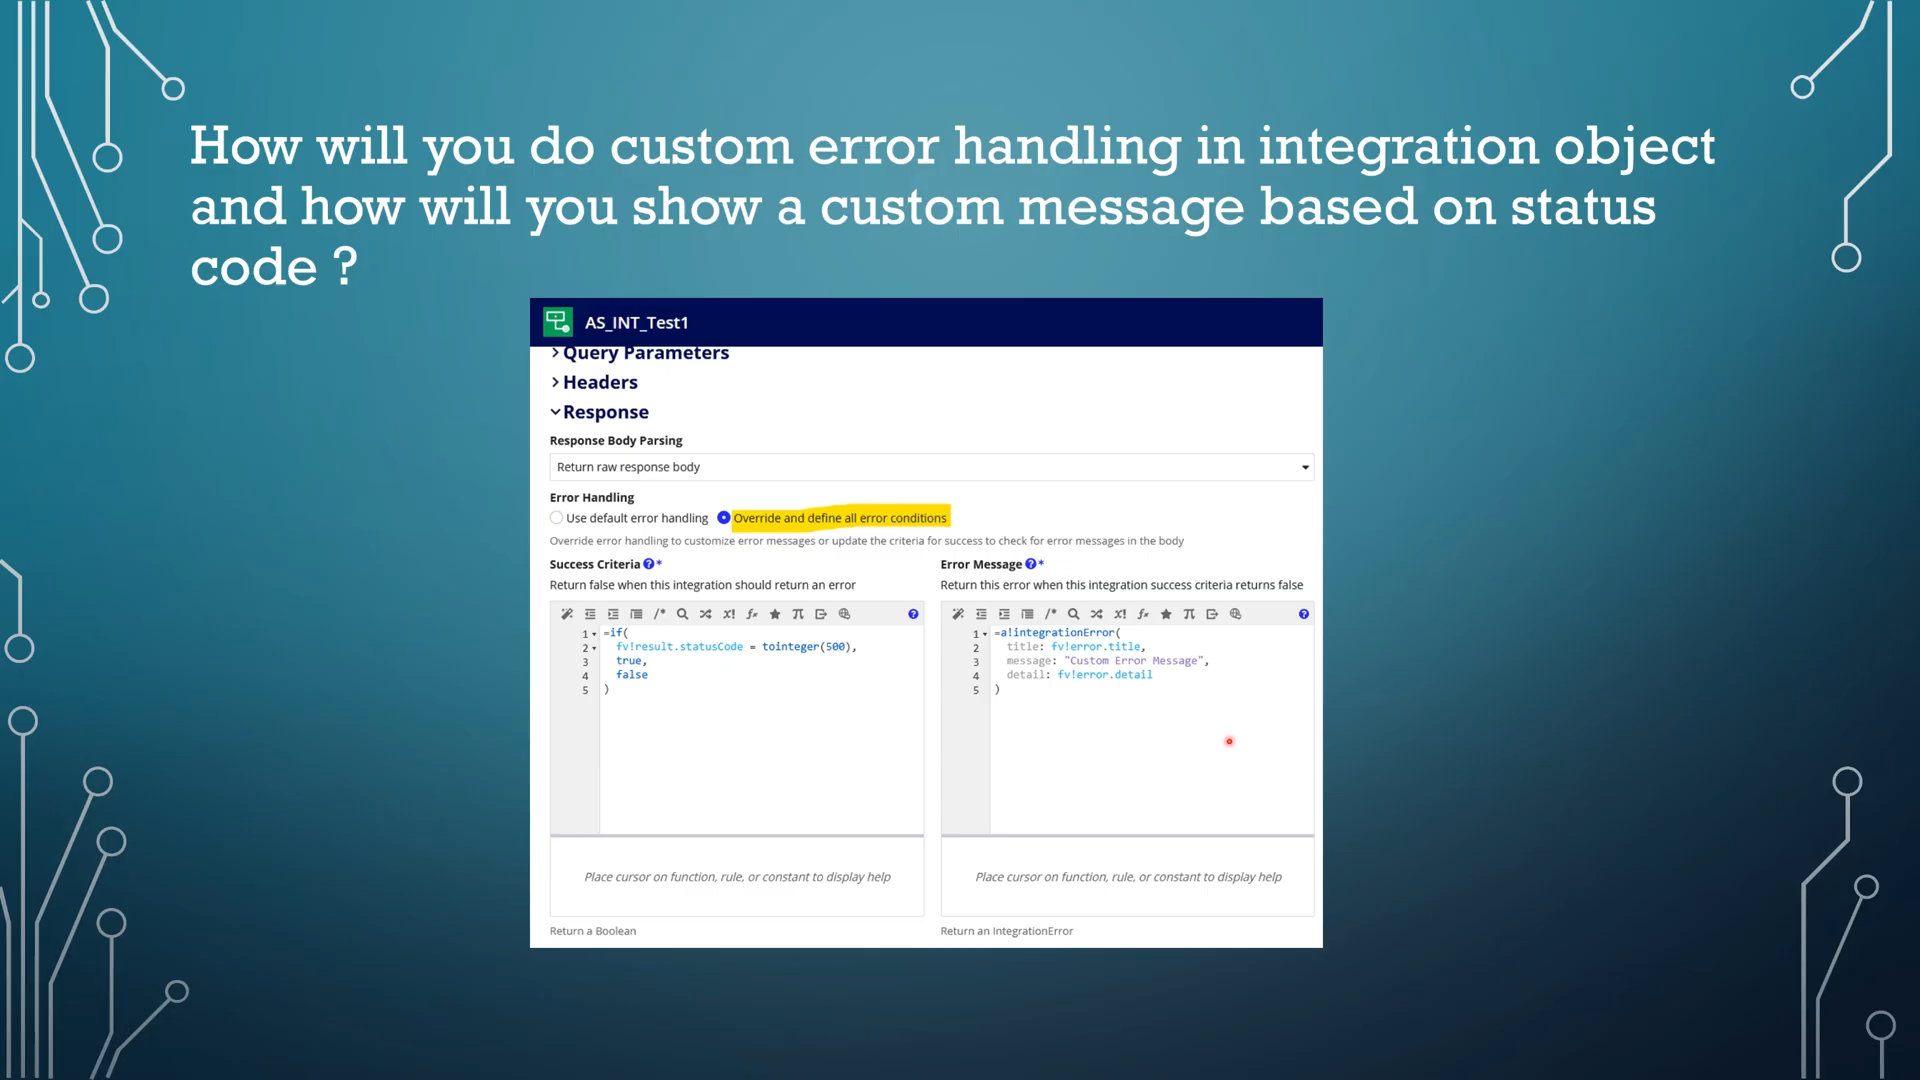 How will you do custom error handling in integration object
and how will you show a custom message based on status
code ?
AS_INT_Test1
Query Parameters
Headers
Response
Response Body Parsing
Return raw response body
Error Handling
Use default error handling Override and define all error conditions
Override error handling to customize error messages or update the criteria for success to check for error messages in the body
Success Criteria ? *
Return false when this integration should return an error
1 =if(
2 fv!result.statusCode = tointeger(500),
3 true,
4 false
5 )
Place cursor on function, rule, or constant to display help
Return a Boolean
Error Message ? *
Return this error when this integration success criteria returns false
1 =a!integrationError(
2 title: fv!error.title,
3 message: "Custom Error Message",
4 detail: fv!error.detail
5 )
Place cursor on function, rule, or constant to display help
Return an IntegrationError